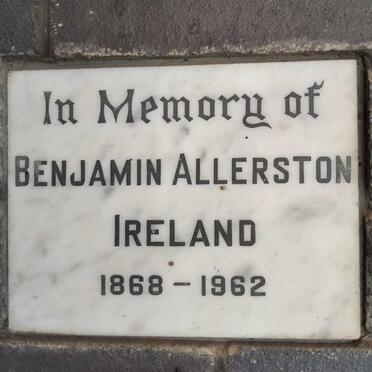 In Memory of
BENJAMIN ALLERSTON
IRELAND
1868 - 1962